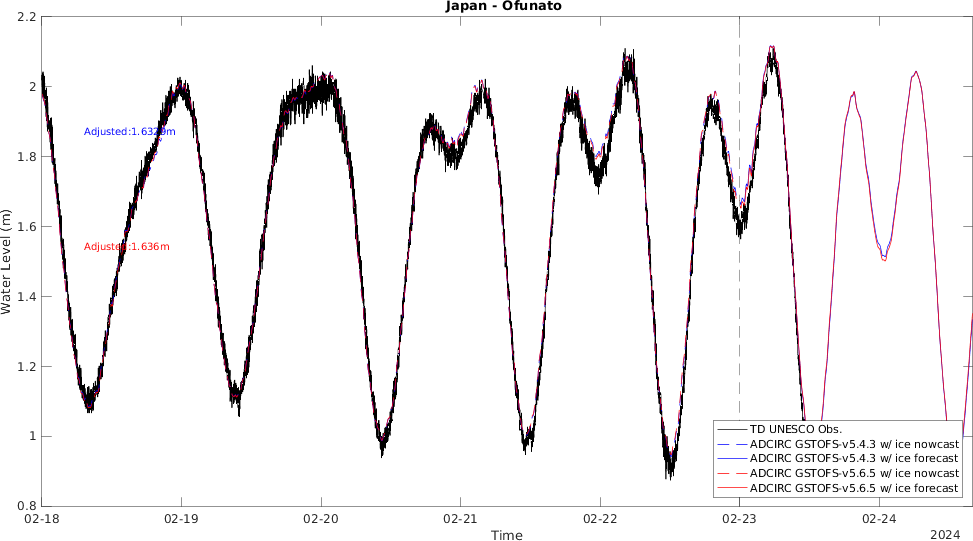 Japan - Ofunato
2.2
2
1.8
1.6
1.4
1.2
1
0.8
Water Level (m)
Adjusted:1.6329m
Adjusted:1.636m
TD UNESCO Obs.
ADCIRC GSTOFS-v5.4.3 w/ ice nowcast
ADCIRC GSTOFS-v5.4.3 w/ ice forecast
ADCIRC GSTOFS-v5.6.5 w/ ice nowcast
ADCIRC GSTOFS-v5.6.5 w/ ice forecast
02-18 02-19 02-20 02-21 02-22 02-23 02-24
Time
2024